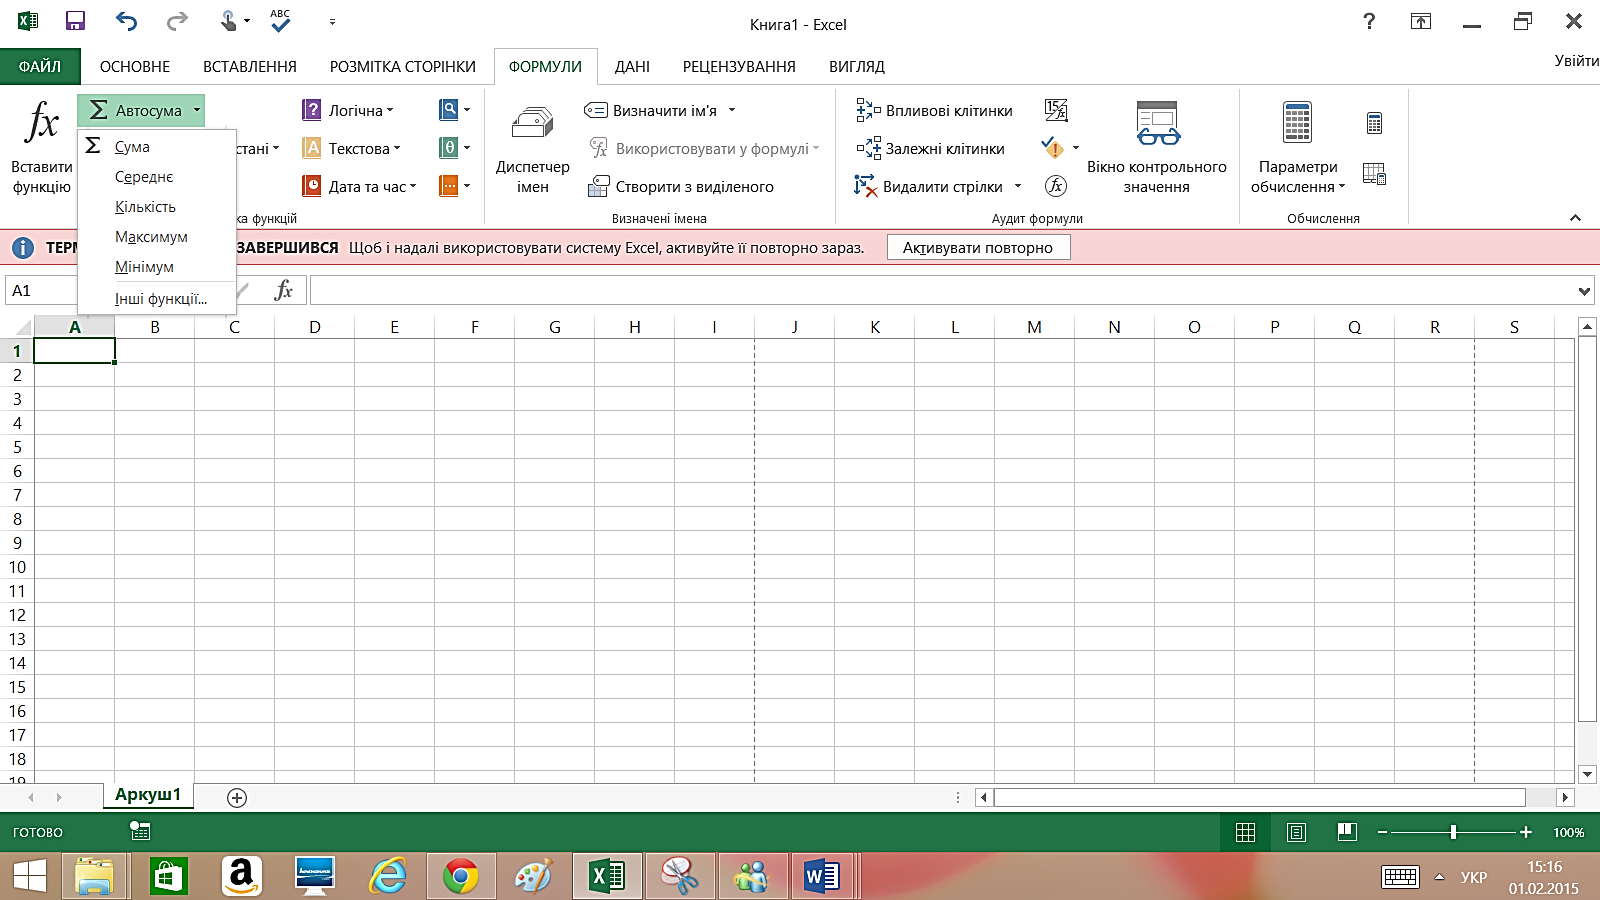 ABC
Книга1 - Excel
?
ФАЙЛ ОСНОВНЕ ВСТАВЛЕННЯ РОЗМІТКА СТОРІНКИ ФОРМУЛИ ДАНІ РЕЦЕНЗУВАННЯ ВИГЛЯД Увійти
fx Вставити функцію
Σ Автосума
Σ Сума
Середнє
Кількість
Максимум
Мінімум
Інші функції...
стані
ка функцій
? Логічна
A Текстова
Дата та час
θ
Диспетчер імен
Визначити ім'я
Використовувати у формулі
Створити з виділеного
Визначені імена
Впливові клітинки
Залежні клітинки
Видалити стрілки
Аудит формули
Вікно контрольного значення
Параметри обчислення
Обчислення
ТЕРМ ЗАВЕРШИВСЯ Щоб і надалі використовувати систему Excel, активуйте її повторно зараз. Активувати повторно
A1 fx
A B C D E F G H I J K L M N O P Q R S
1
2
3
4
5
6
7
8
9
10
11
12
13
14
15
16
17
18
19
Аркуш1
ГОТОВО 100%
УКР 15:16
01.02.2015